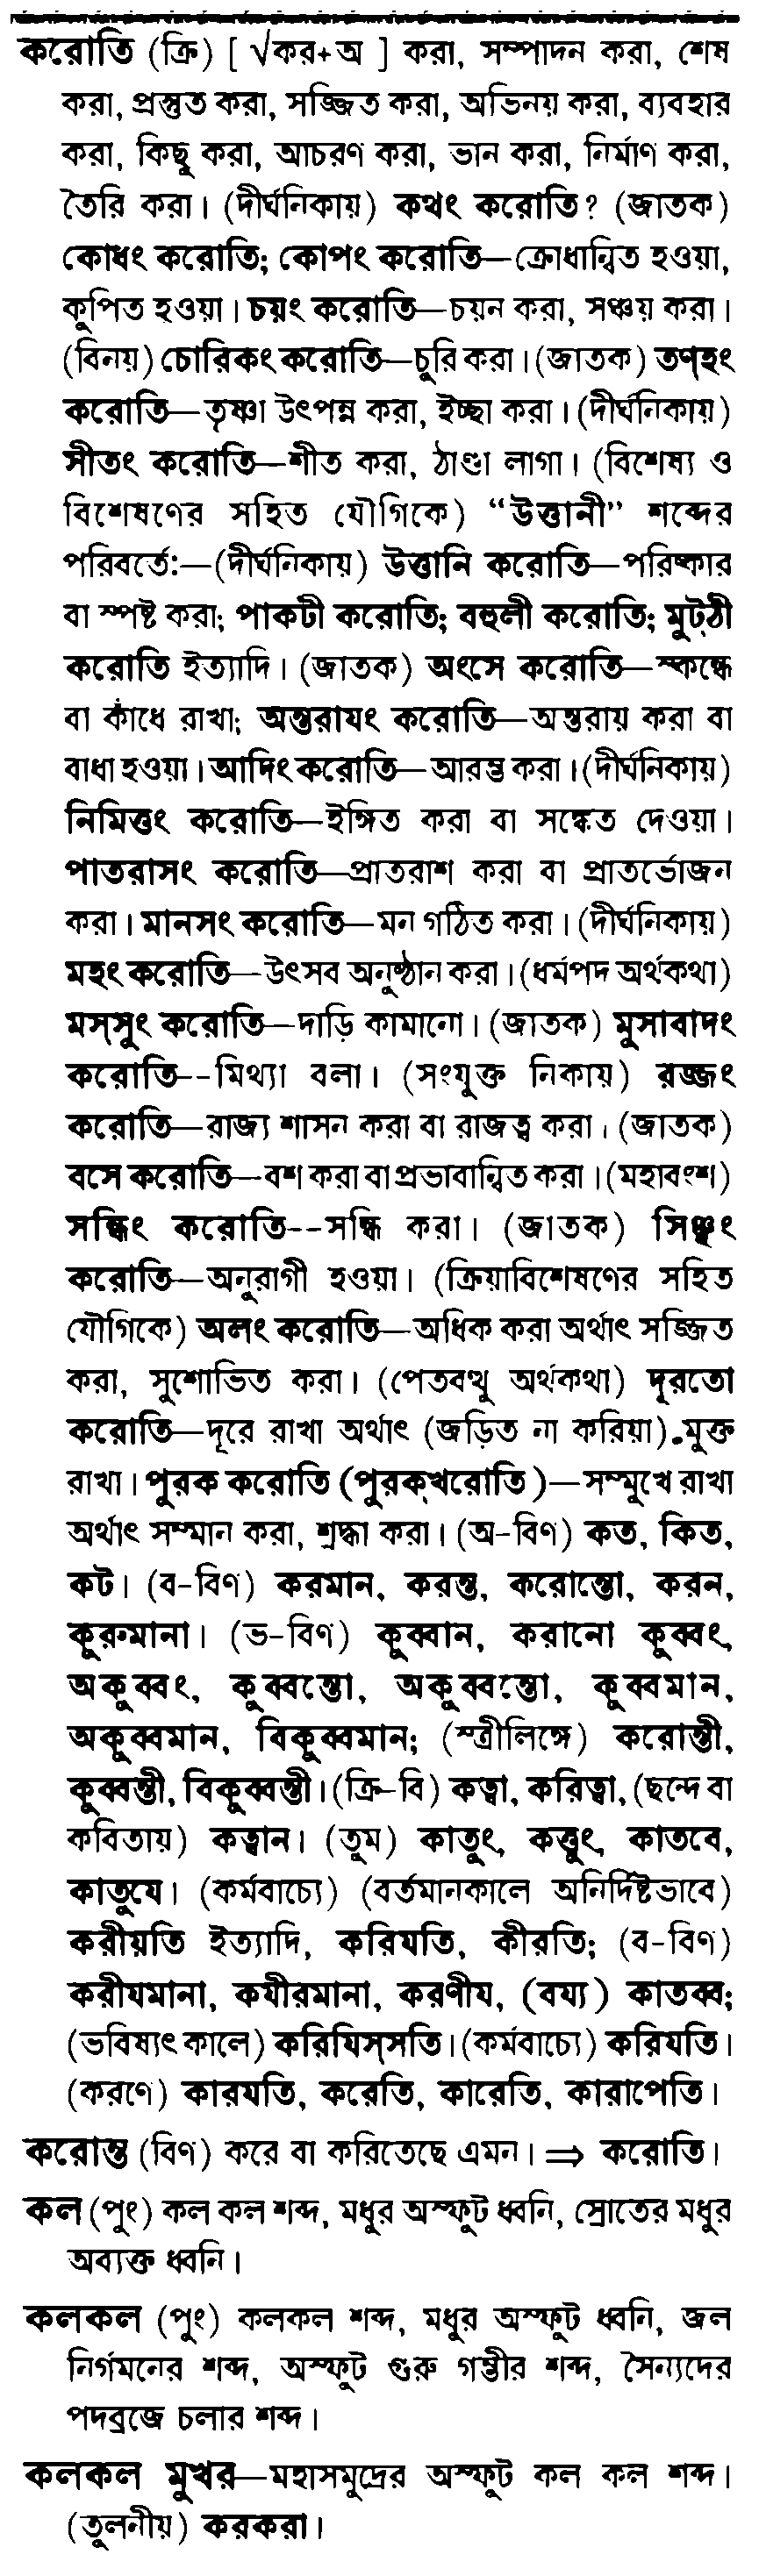 করোতি (ক্রি) [ √কর+অ ] করা, সম্পাদন করা, শেষ
করা, প্রস্তুত করা, সজ্জিত করা, অভিনয় করা, ব্যবহার
করা, কিছু করা, আচরণ করা, ভান করা, নির্মাণ করা,
তৈরি করা। (দীর্ঘনিকায়) কথং করোতি? (জাতক)
কোধং করোতি; কোপং করোতি—ক্রোধান্বিত হওয়া,
কুপিত হওয়া। চয়ং করোতি—চয়ন করা, সঞ্চয় করা।
(বিনয়) চোরিকং করোতি—চুরি করা। (জাতক) তণ্হং
করোতি—তৃষ্ণা উৎপন্ন করা, ইচ্ছা করা। (দীর্ঘনিকায়)
সীতং করোতি—শীত করা, ঠাণ্ডা লাগা। (বিশেষ্য ও
বিশেষণের সহিত যৌগিকে) “উত্তানী” শব্দের
পরিবর্তে:—(দীর্ঘনিকায়) উত্তানি করোতি—পরিষ্কার
বা স্পষ্ট করা; পাকটী করোতি; বহুলী করোতি; মুট্ঠী
করোতি ইত্যাদি। (জাতক) অংসে করোতি—স্কন্ধে
বা কাঁধে রাখা; অন্তরাযং করোতি—অন্তরায় করা বা
বাধা হওয়া। আদিং করোতি—আরম্ভ করা। (দীর্ঘনিকায়)
নিমিত্তং করোতি—ইঙ্গিত করা বা সঙ্কেত দেওয়া।
পাতরাসং করোতি—প্রাতরাশ করা বা প্রাতর্ভোজন
করা। মানসং করোতি—মন গঠিত করা। (দীর্ঘনিকায়)
মহং করোতি—উৎসব অনুষ্ঠান করা। (ধর্মপদ অর্থকথা)
মস্সুং করোতি—দাড়ি কামানো। (জাতক) মুসাবাদং
করোতি--মিথ্যা বলা। (সংযুক্ত নিকায়) রজ্জং
করোতি—রাজ্য শাসন করা বা রাজত্ব করা। (জাতক)
বসে করোতি—বশ করা বা প্রভাবান্বিত করা। (মহাবংশ)
সন্ধিং করোতি--সন্ধি করা। (জাতক)
করোতি—অনুরাগী হওয়া। (ক্রিয়াবিশেষণের সহিত
যৌগিকে) অলং করোতি—অধিক করা অর্থাৎ সজ্জিত
করা, সুশোভিত করা। (পেতবত্থু অর্থকথা) দূরতো
করোতি—দূরে রাখা অর্থাৎ (জড়িত না করিয়া) মুক্ত
রাখা। পুরক করোতি (পুরক্খরোতি)—সম্মুখে রাখা
অর্থাৎ সম্মান করা, শ্রদ্ধা করা। (অ-বিণ) কত, কিত,
কট। (ব-বিণ) করমান, করন্ত, করোন্তো, করন,
কুরুমানা। (ভ-বিণ) কুব্বান, করানো কুব্বং,
অকুব্বং, কুব্বন্তো, অকুব্বন্তো, কুব্বমান,
অকুব্বমান, বিকুব্বমান; (স্ত্রীলিঙ্গে) করোন্তী,
কুব্বন্তী, বিকুব্বন্তী। (ক্রি-বি) কত্বা, করিত্বা, (ছন্দে বা
কবিতায়) কত্বান। (তুম) কাতুং, কত্তুং, কাতবে,
কাতুযে। (কর্মবাচ্যে) (বর্তমানকালে অনির্দিষ্টভাবে)
করীয়তি ইত্যাদি, করিযতি, কীরতি; (ব-বিণ)
করীযমানা, কযীরমানা, করণীয, (বয্য) কাতব্ব;
(ভবিষ্যৎ কালে) করিযিস্সতি। (কর্মবাচ্যে) করিযতি।
(করণে) কারযতি, করেতি, কারেতি, কারাপেতি।
করোন্ত (বিণ) করে বা করিতেছে এমন। ⇒ করোতি।
কল (পুং) কল কল শব্দ, মধুর অস্ফুট ধ্বনি, স্রোতের মধুর
অব্যক্ত ধ্বনি।
কলকল (পুং) কলকল শব্দ, মধুর অস্ফুট ধ্বনি, জল
নির্গমনের শব্দ, অস্ফুট গুরু গম্ভীর শব্দ, সৈন্যদের
পদব্রজে চলার শব্দ।
কলকল মুখর—মহাসমুদ্রের অস্ফুট কল কল শব্দ।
(তুলনীয়) করকরা।